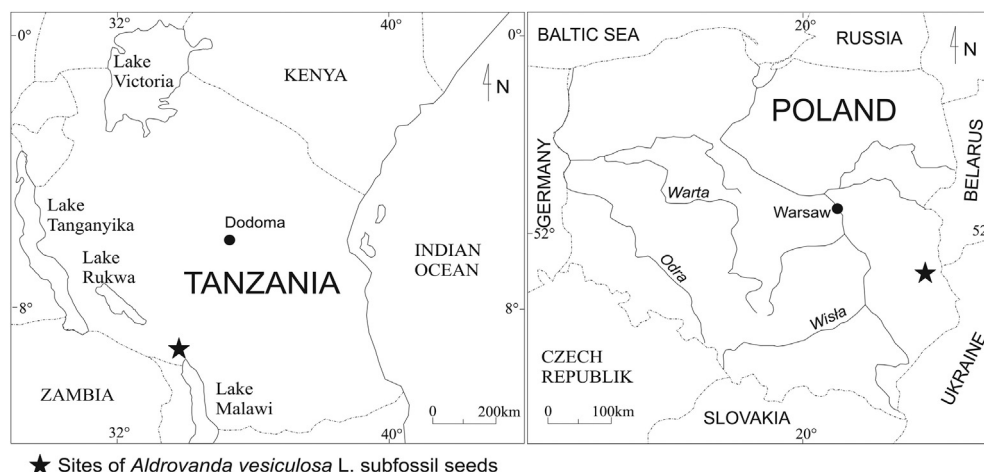 32°
40°
0°
0°
Lake
Victoria
KENYA
N
Lake
Tanganyika
Dodoma
Lake
Rukwa
TANZANIA
INDIAN
OCEAN
8°
8°
ZAMBIA
Lake
Malawi
0
200km
32°
40°
20°
BALTIC SEA
RUSSIA
N
POLAND
GERMANY
BELARUS
Warta
Warsaw
52°
52
Odra
Wisła
CZECH
REPUBLIK
UKRAINE
0
100km
SLOVAKIA
20°
Sites of Aldrovanda vesiculosa L. subfossil seeds